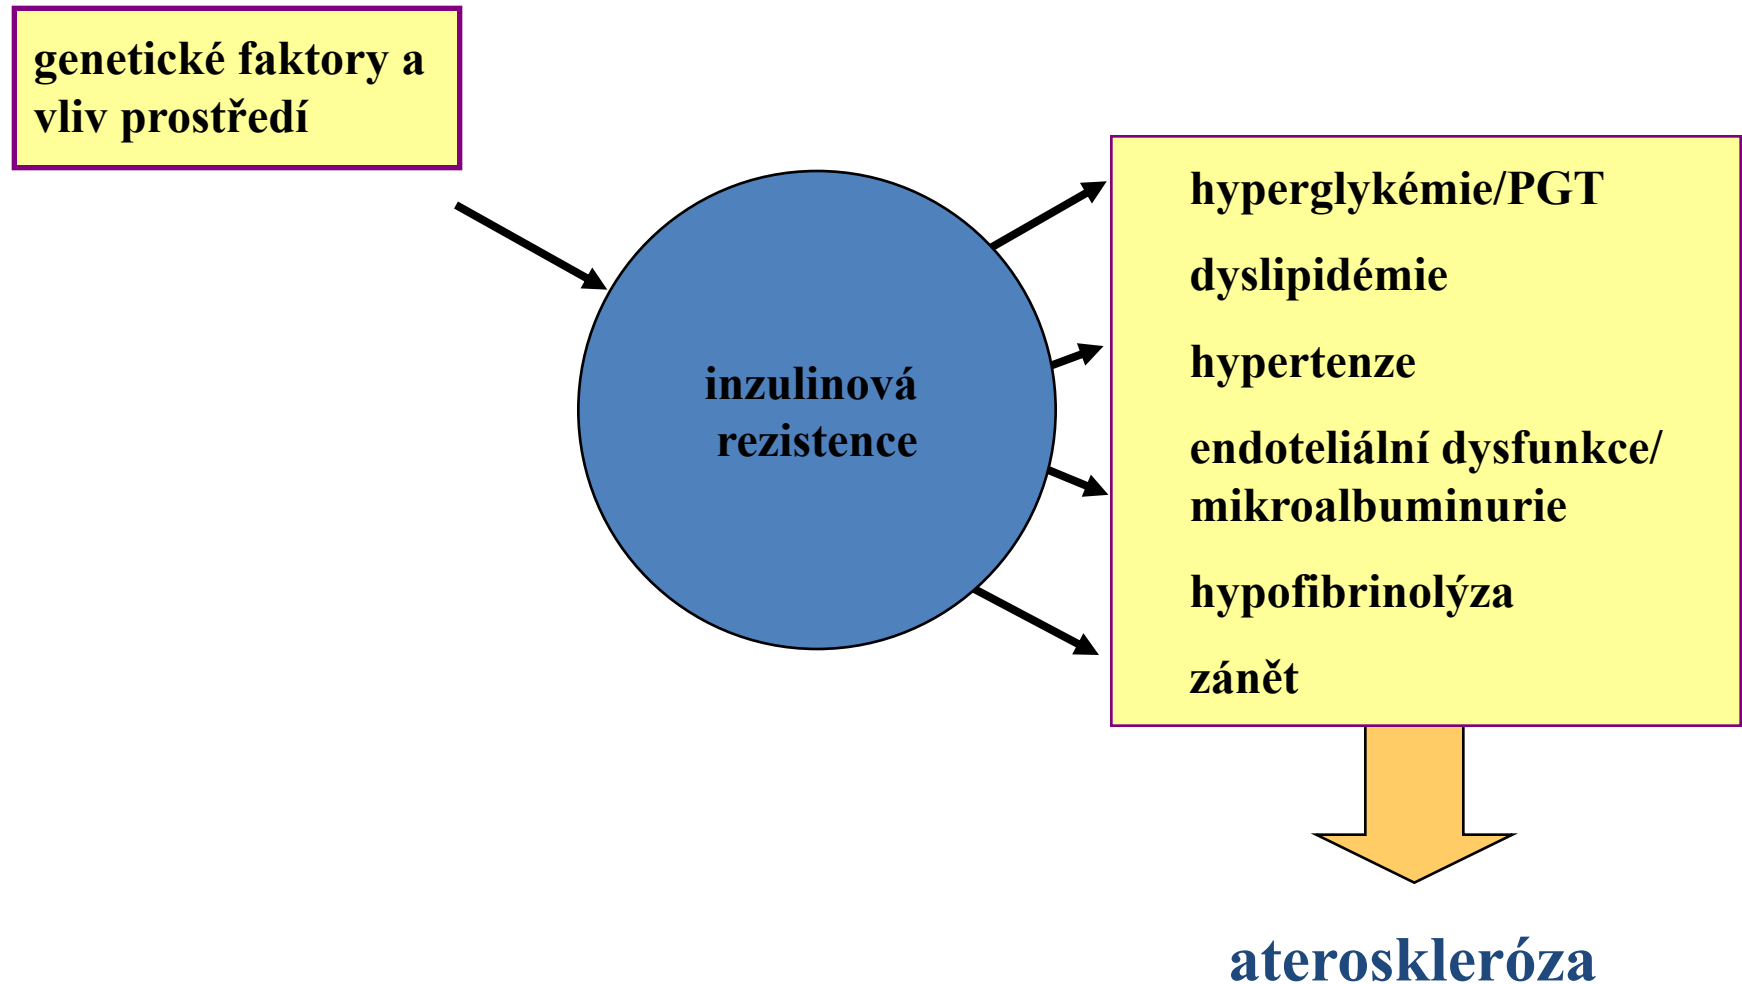 genetické faktory a
vliv prostředí
inzulinová
rezistence
hyperglykémie/PGT
dyslipidémie
hypertenze
endoteliální dysfunkce/
mikroalbuminurie
hypofibrinolýza
zánět
ateroskleróza